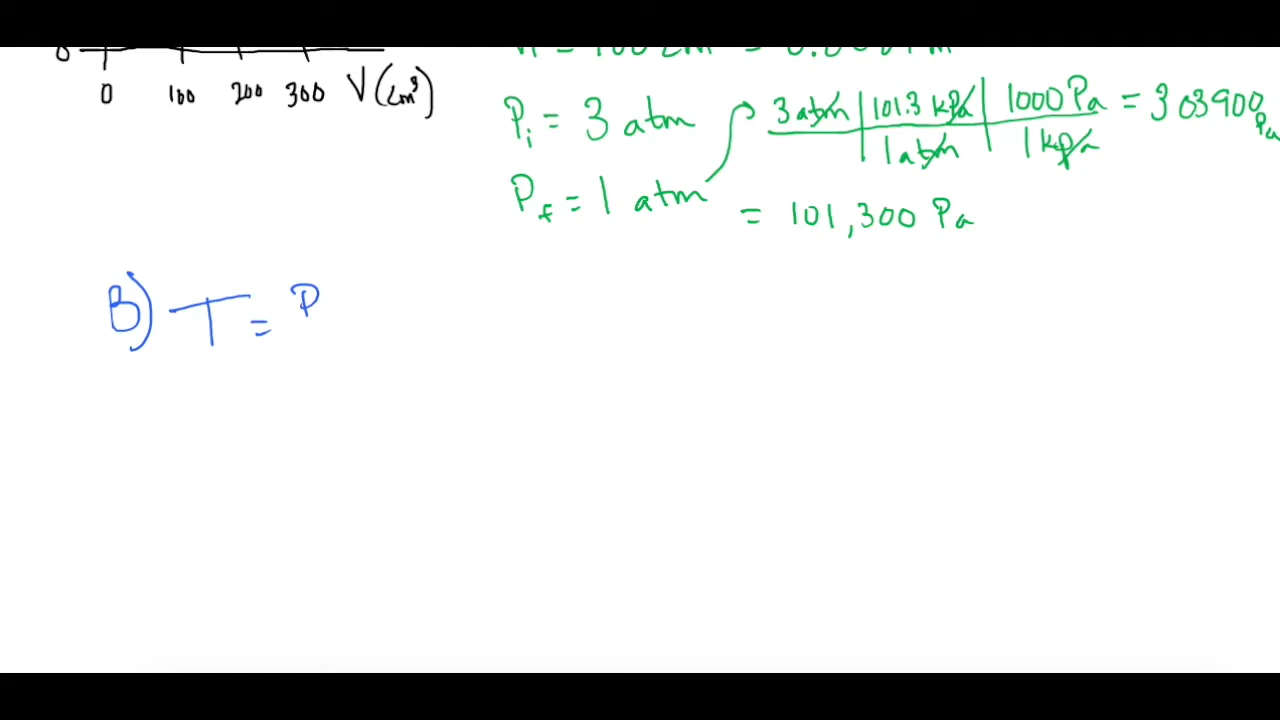 0
0 100 200 300 V (cm³)
Pi = 3 atm 3 atm | 101.3 kPa | 1000 Pa = 303900 Pa
1 atm | 1 kPa
Pf = 1 atm = 101,300 Pa
B) T = P